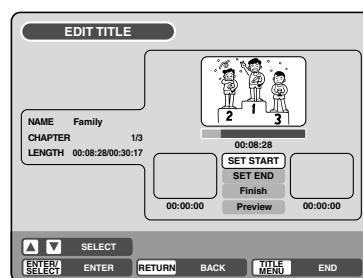 EDIT TITLE
2 1 3
NAME Family
CHAPTER 1/3
LENGTH 00:08:28/00:30:17
00:08:28
SET START
SET END
Finish
00:00:00 Preview 00:00:00
SELECT
ENTER/SELECT ENTER RETURN BACK TITLE MENU END